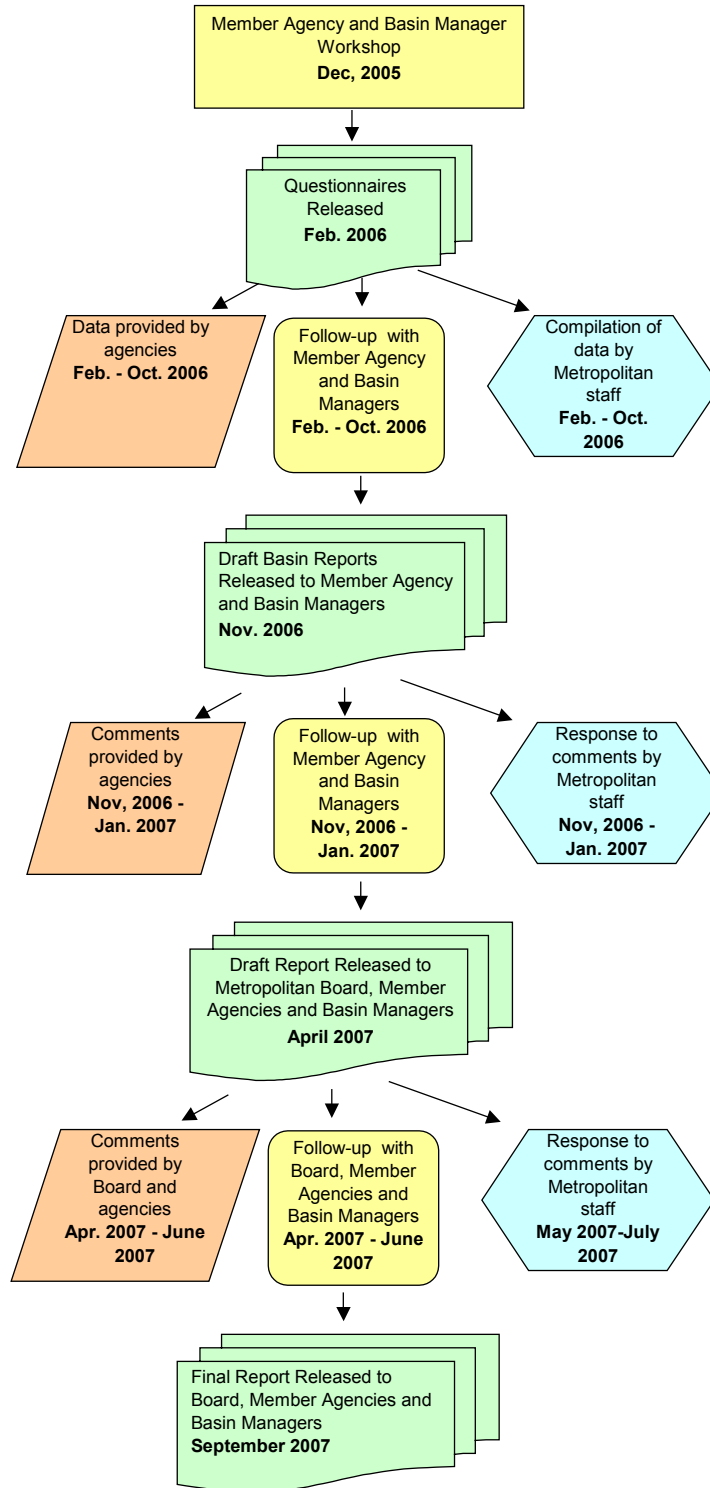 Member Agency and Basin Manager
Workshop
Dec, 2005
Questionnaires
Released
Feb. 2006
Data provided by
agencies
Feb. - Oct. 2006
Follow-up with
Member Agency
and Basin
Managers
Feb. - Oct. 2006
Compilation of
data by
Metropolitan
staff
Feb. - Oct.
2006
Draft Basin Reports
Released to Member Agency
and Basin Managers
Nov. 2006
Comments
provided by
agencies
Nov, 2006 -
Jan. 2007
Follow-up with
Member Agency
and Basin
Managers
Nov, 2006 -
Jan. 2007
Response to
comments by
Metropolitan
staff
Nov, 2006 -
Jan. 2007
Draft Report Released to
Metropolitan Board, Member
Agencies and Basin Managers
April 2007
Comments
provided by
Board and
agencies
Apr. 2007 - June
2007
Follow-up with
Board, Member
Agencies and
Basin Managers
Apr. 2007 - June
2007
Response to
comments by
Metropolitan
staff
May 2007-July
2007
Final Report Released to
Board, Member Agencies and
Basin Managers
September 2007